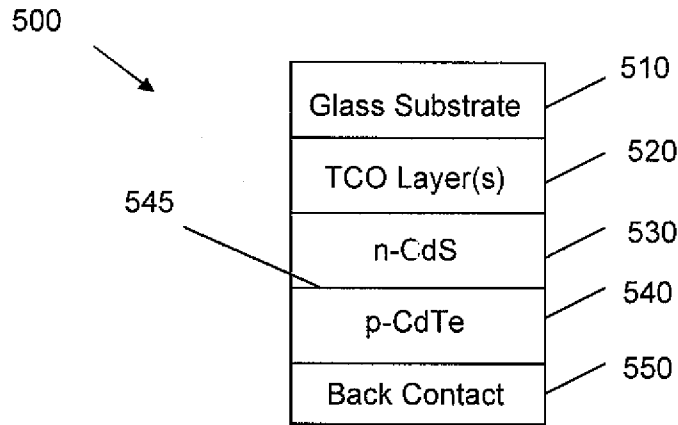 500
510
Glass Substrate
520
TCO Layer(s)
545
530
n-CdS
540
p-CdTe
550
Back Contact